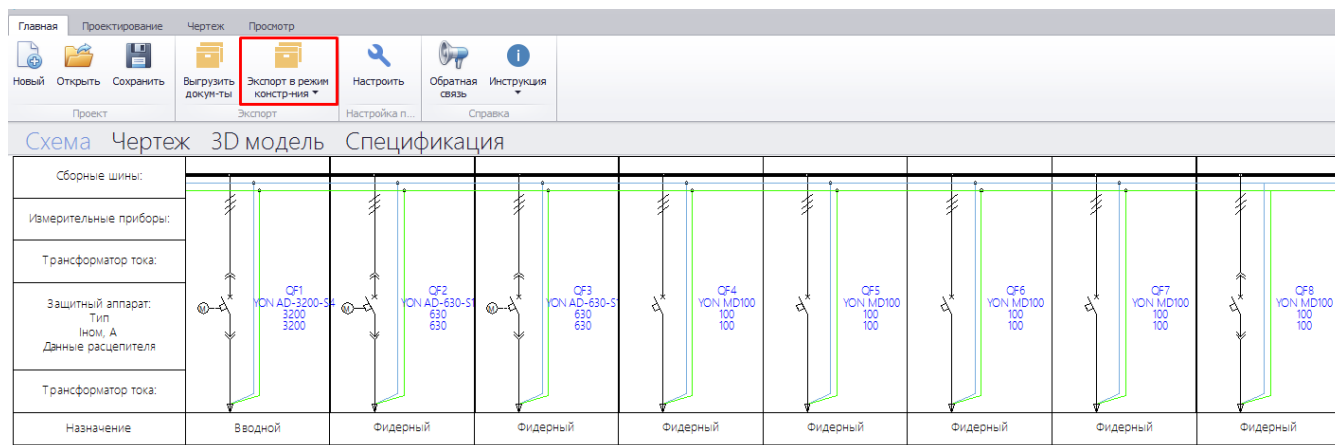 Главная Проектирование Чертеж Просмотр
Новый Открыть Сохранить Выгрузить Экспорт в режим Настроить Обратная Инструкция
докум-ты констр-ния связь
Проект Экспорт Настройка п... Справка
Схема Чертеж 3D модель Спецификация
Сборные шины:
Измерительные приборы:
Трансформатор тока:
Защитный аппарат:
Тип
Iном, А
Данные расцепителя
M QF1
YON AD-3200-S4
3200
3200
M QF2
YON AD-630-S1
630
630
M QF3
YON AD-630-S
630
630
QF4
YON MD100
100
100
QF5
YON MD100
100
100
QF6
YON MD100
100
100
QF7
YON MD100
100
100
QF8
YON MD100
100
100
Трансформатор тока:
Назначение Вводной Фидерный Фидерный Фидерный Фидерный Фидерный Фидерный Фидерный